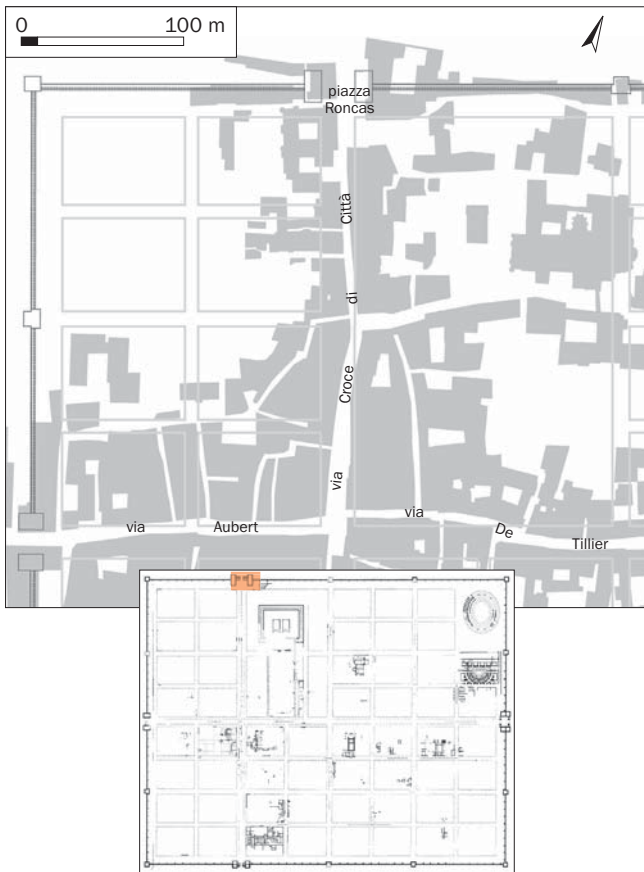 0 100 m
piazza
Roncas
via Croce di Città
via Aubert
via De Tillier